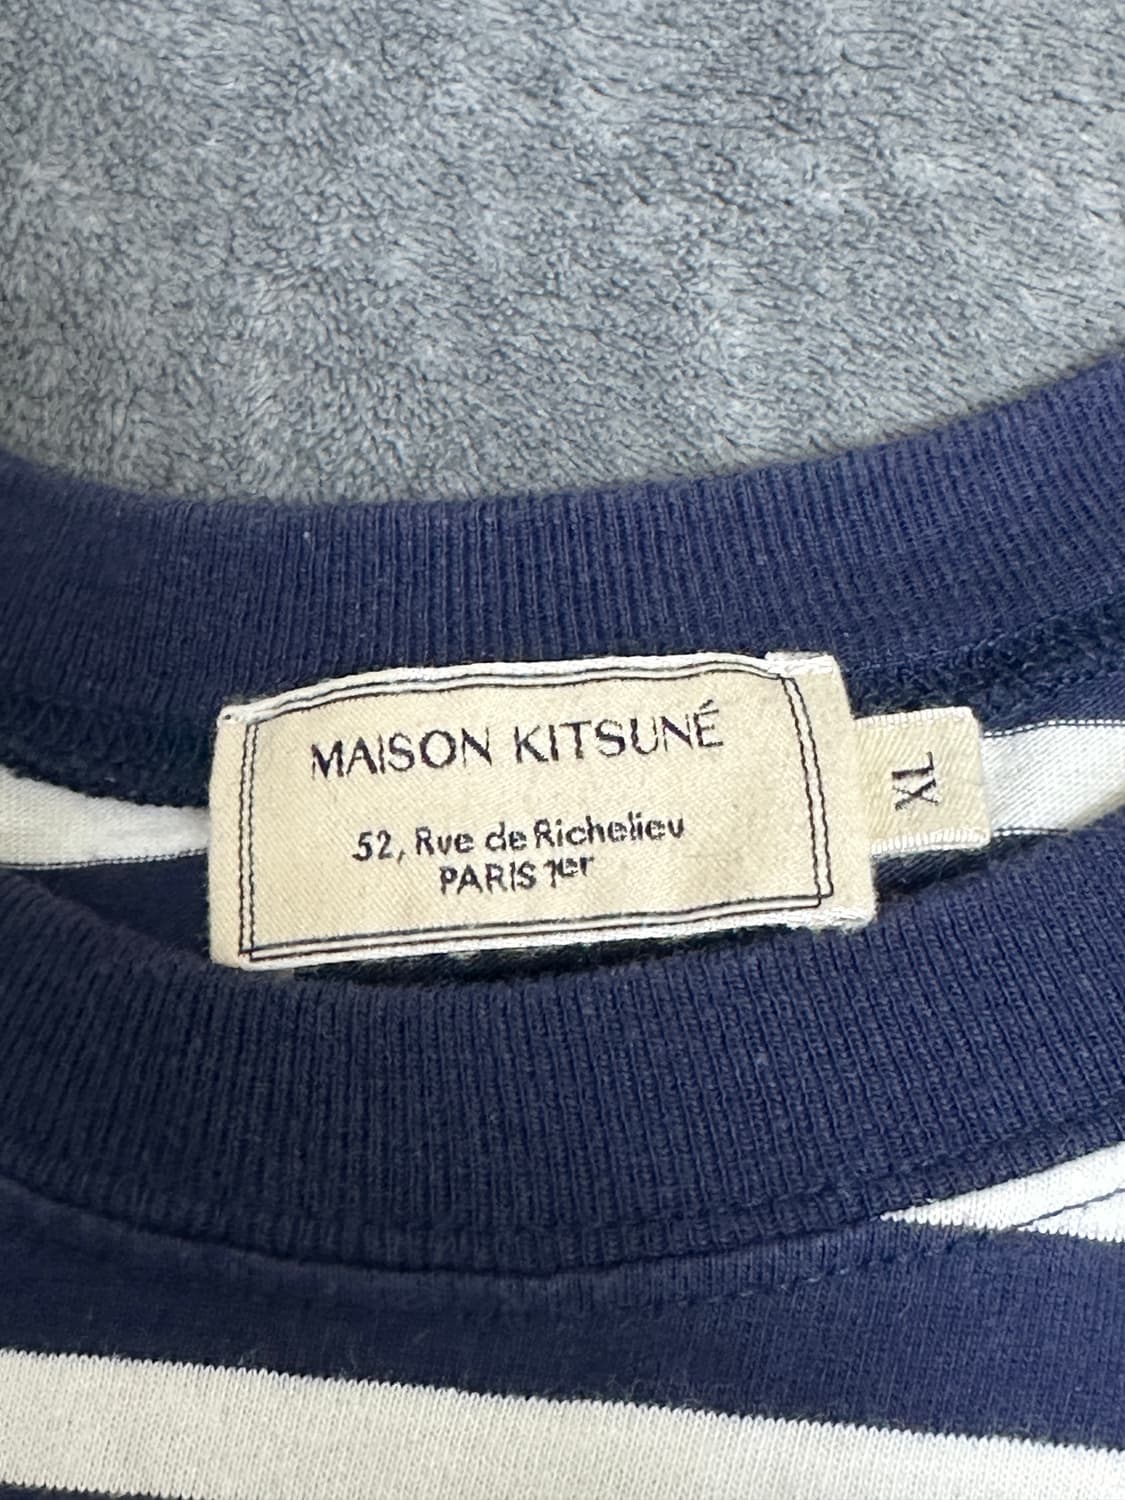 MAISON KITSUNÉ
52, Rue de Richelieu
PARIS 1er
XL